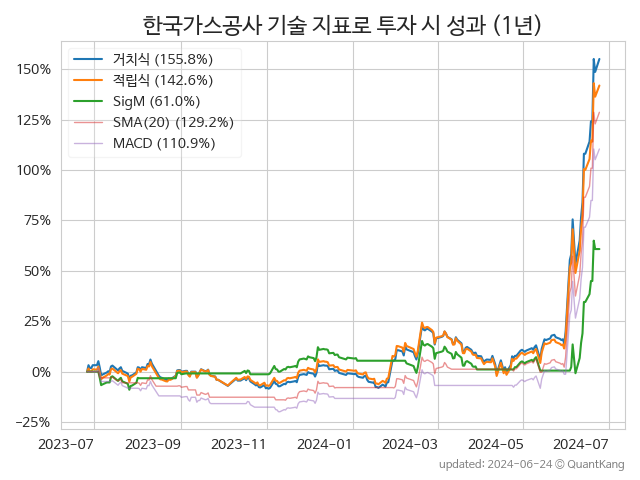 한국가스공사 기술 지표로 투자 시 성과 (1년)
거치식 (155.8%)
적립식 (142.6%)
SigM (61.0%)
SMA(20) (129.2%)
MACD (110.9%)
150%
125%
100%
75%
50%
25%
0%
−25%
2023-07 2023-09 2023-11 2024-01 2024-03 2024-05 2024-07
updated: 2024-06-24 © QuantKang